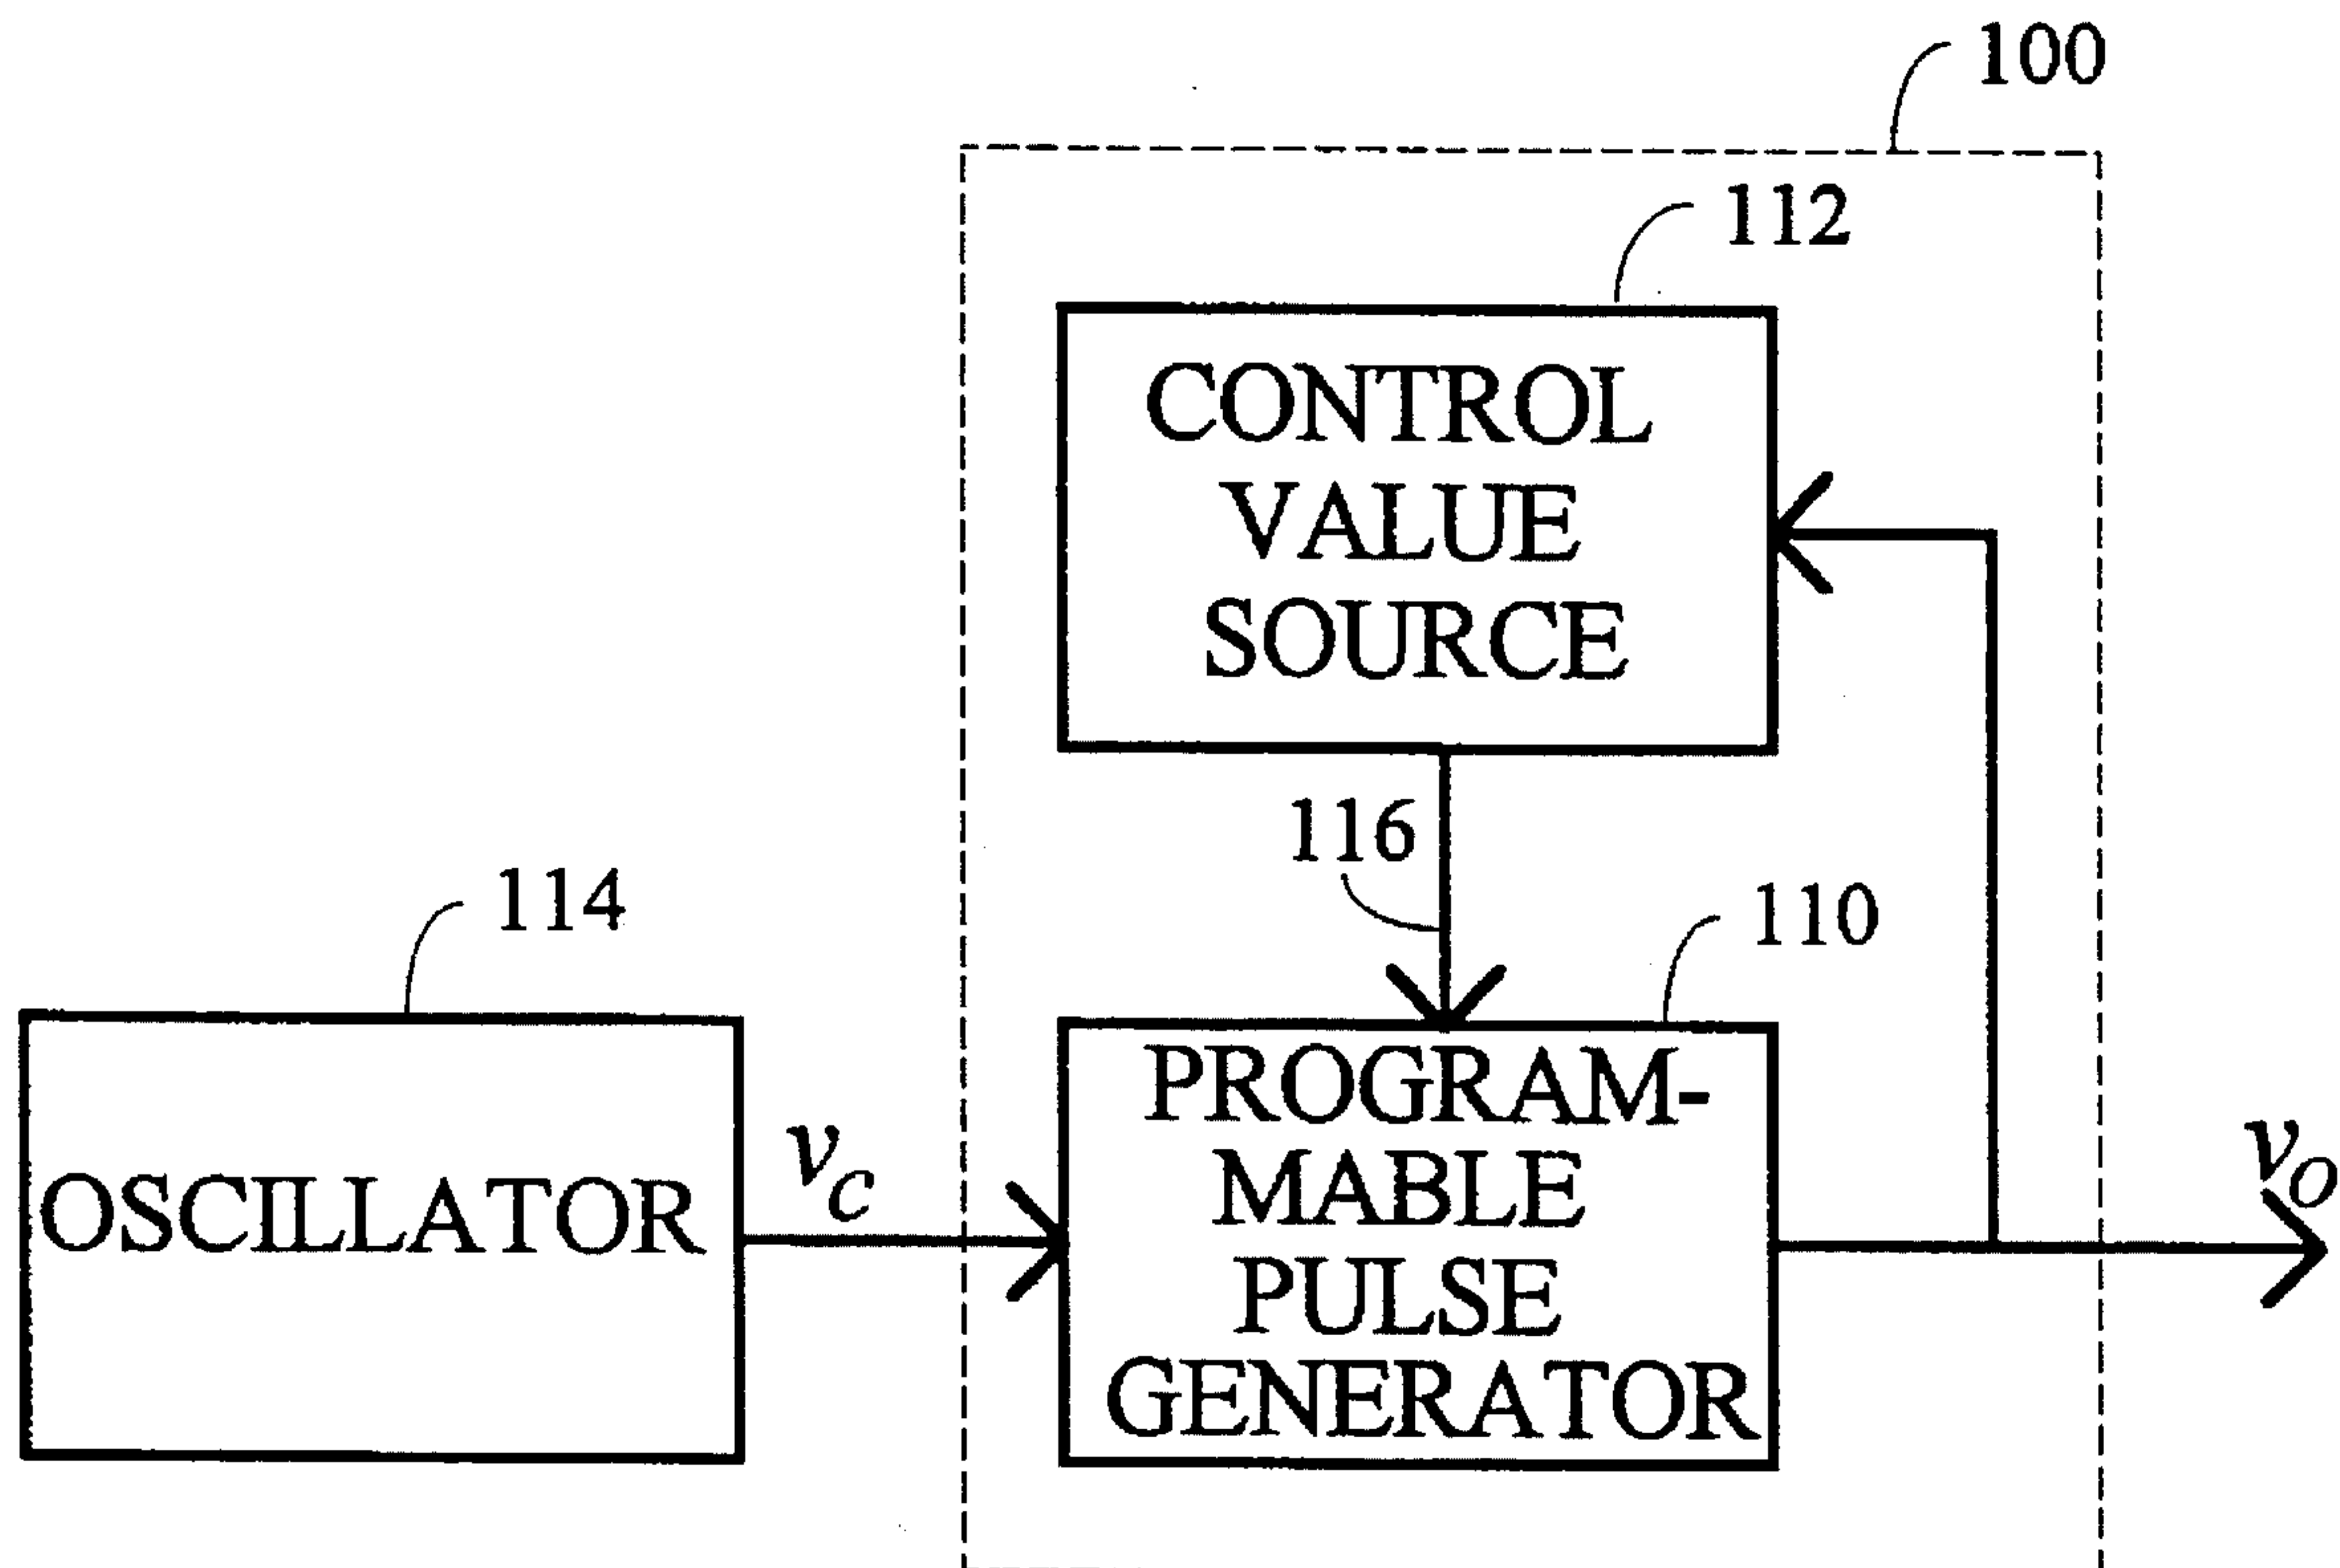 100
112
CONTROL
VALUE
SOURCE
116
114
110
OSCILLATOR
v_C
PROGRAM-
MABLE
PULSE
GENERATOR
v_O